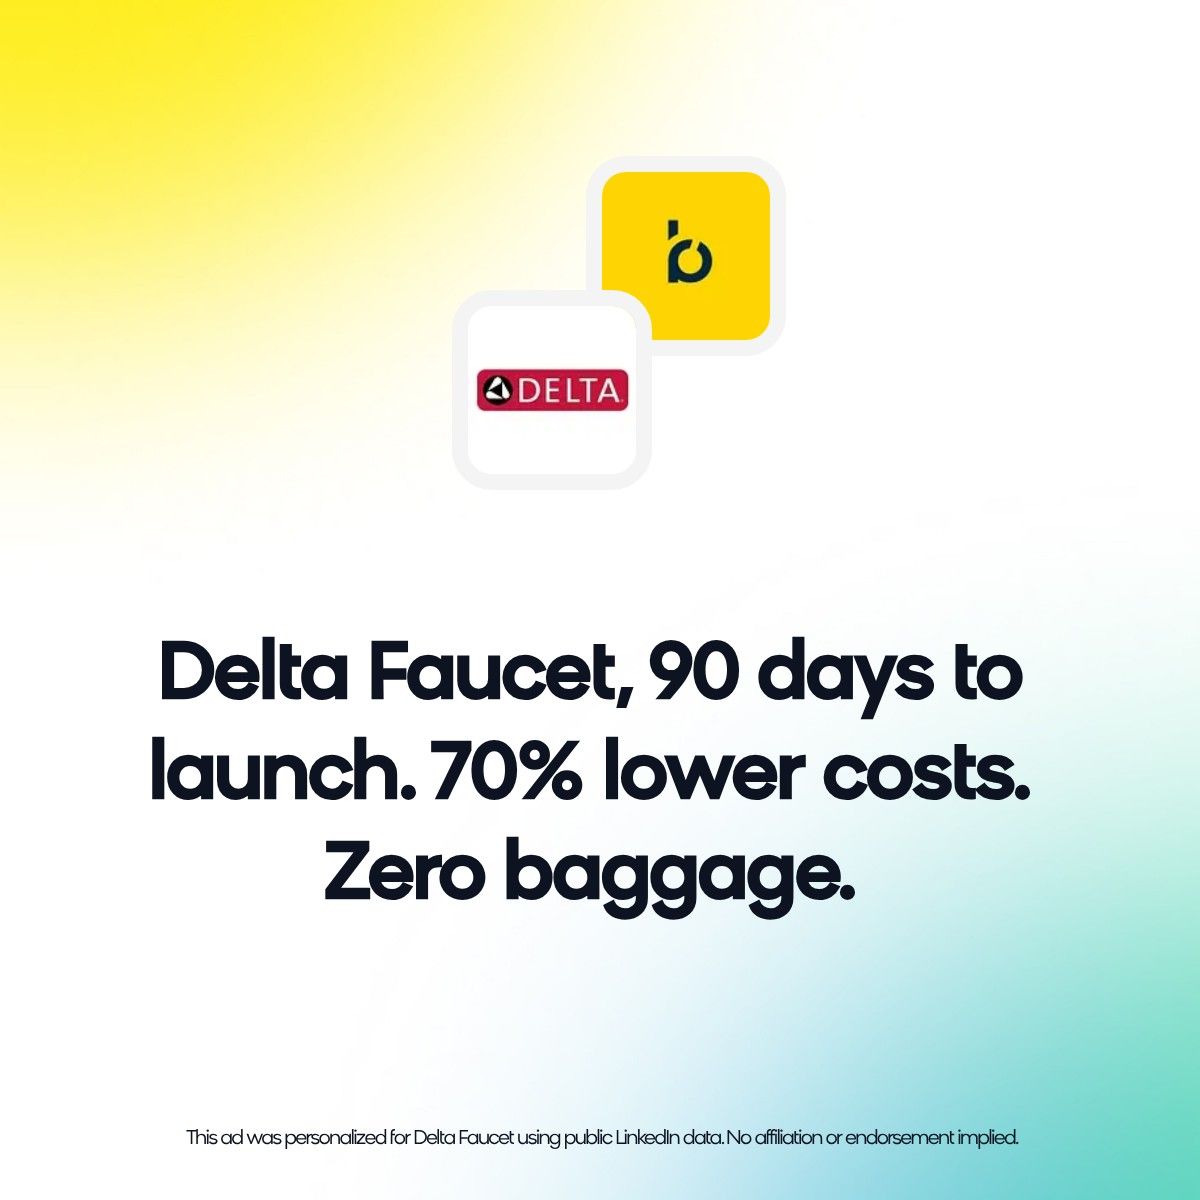 b
DELTA
Delta Faucet, 90 days to
launch. 70% lower costs.
Zero baggage.
This ad was personalized for Delta Faucet using public LinkedIn data. No affiliation or endorsement implied.